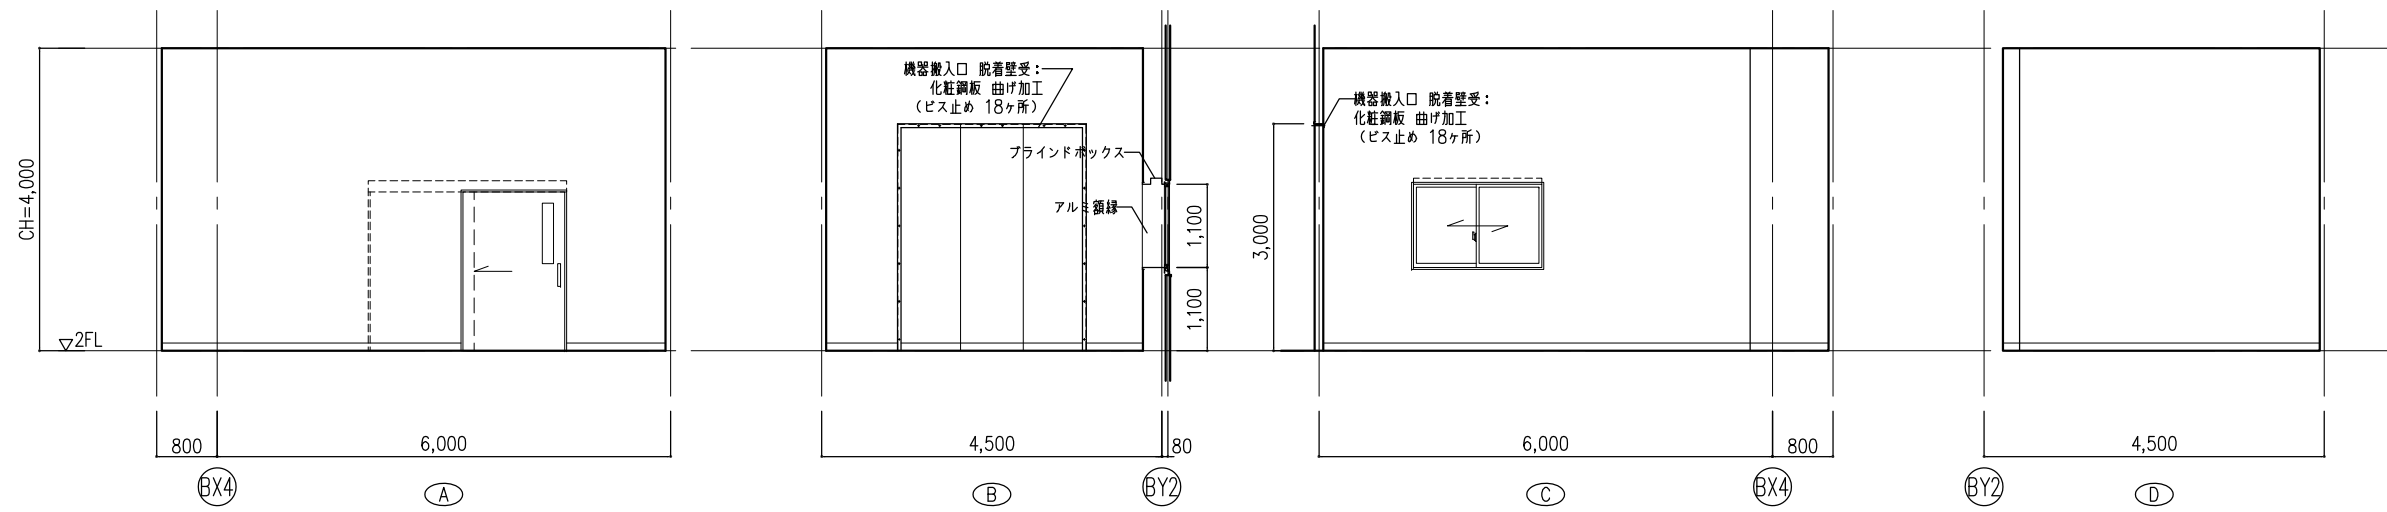 CH=4,000
▽2FL
800
6,000
BX4
A
機器搬入口 脱着壁受:
化粧鋼板 曲げ加工
(ビス止め 18ヶ所)
ブラインドボックス
アルミ額縁
1,100
1,100
4,500
80
B
BY2
機器搬入口 脱着壁受:
化粧鋼板 曲げ加工
(ビス止め 18ヶ所)
3,000
6,000
800
C
BX4
4,500
BY2
D